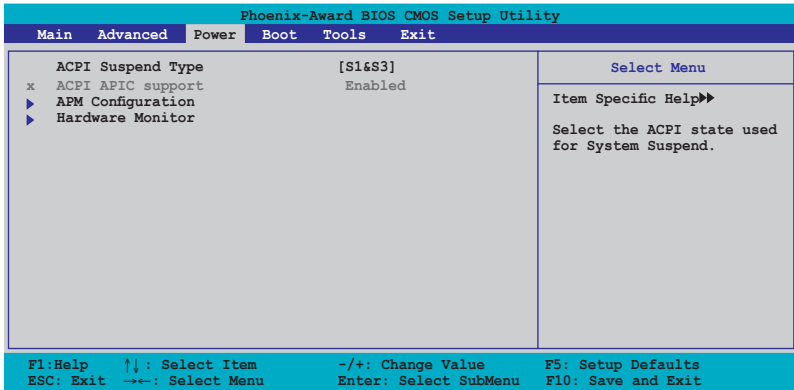 Phoenix-Award BIOS CMOS Setup Utility
Main Advanced Power Boot Tools Exit
ACPI Suspend Type [S1&S3]
x ACPI APIC support Enabled
▶ APM Configuration
▶ Hardware Monitor
Select Menu
Item Specific Help▶▶
Select the ACPI state used
for System Suspend.
F1:Help ↑↓: Select Item -/+: Change Value F5: Setup Defaults
ESC: Exit →←: Select Menu Enter: Select SubMenu F10: Save and Exit